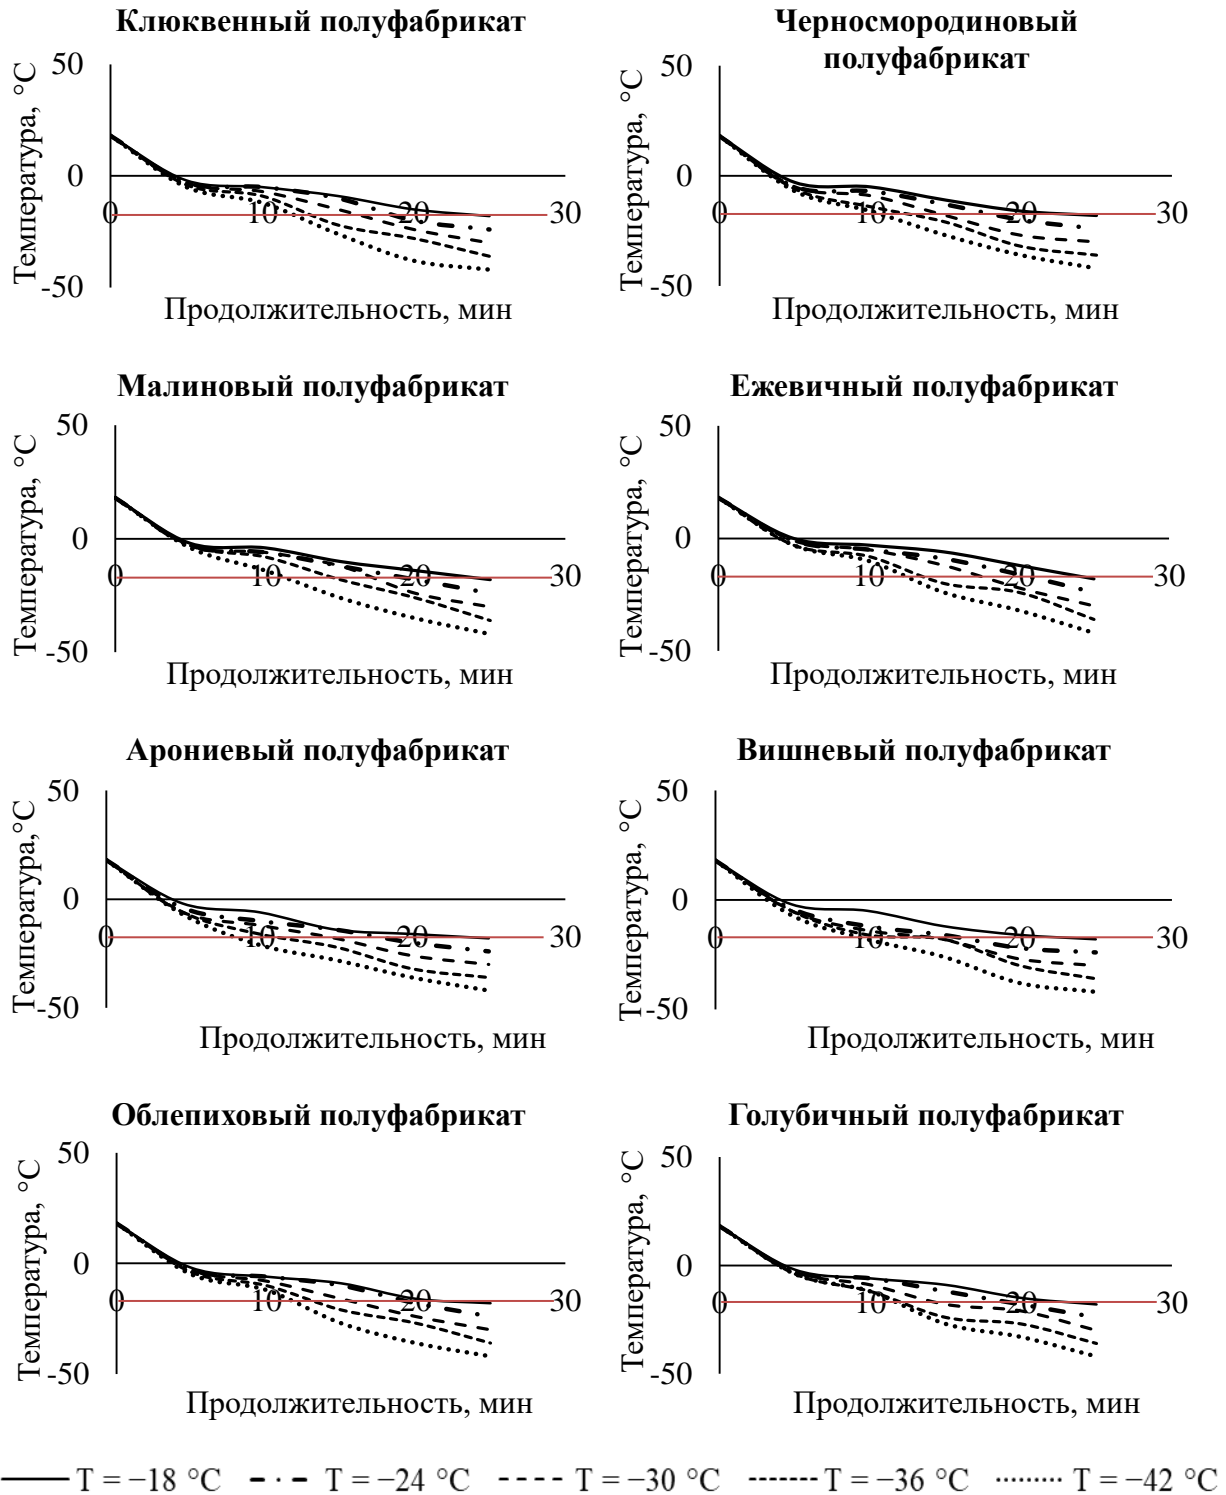 Клюквенный полуфабрикат
Черносмородиновый
полуфабрикат
50
0
-50
Температура, °С
0
10
20
30
Продолжительность, мин
50
0
-50
Температура, °С
0
10
20
30
Продолжительность, мин
Малиновый полуфабрикат
50
0
-50
Температура, °С
0
10
20
30
Продолжительность, мин
Ежевичный полуфабрикат
50
0
-50
Температура, °С
0
10
20
30
Продолжительность, мин
Арониевый полуфабрикат
50
0
-50
Температура,°С
0
10
20
30
Продолжительность, мин
Вишневый полуфабрикат
50
0
-50
Температура, °С
0
10
20
30
Продолжительность, мин
Облепиховый полуфабрикат
50
0
-50
Температура, °С
0
10
20
30
Продолжительность, мин
Голубичный полуфабрикат
50
0
-50
Температура, °С
0
10
20
30
Продолжительность, мин
Т = −18 °С Т = −24 °С Т = −30 °С Т = −36 °С Т = −42 °С